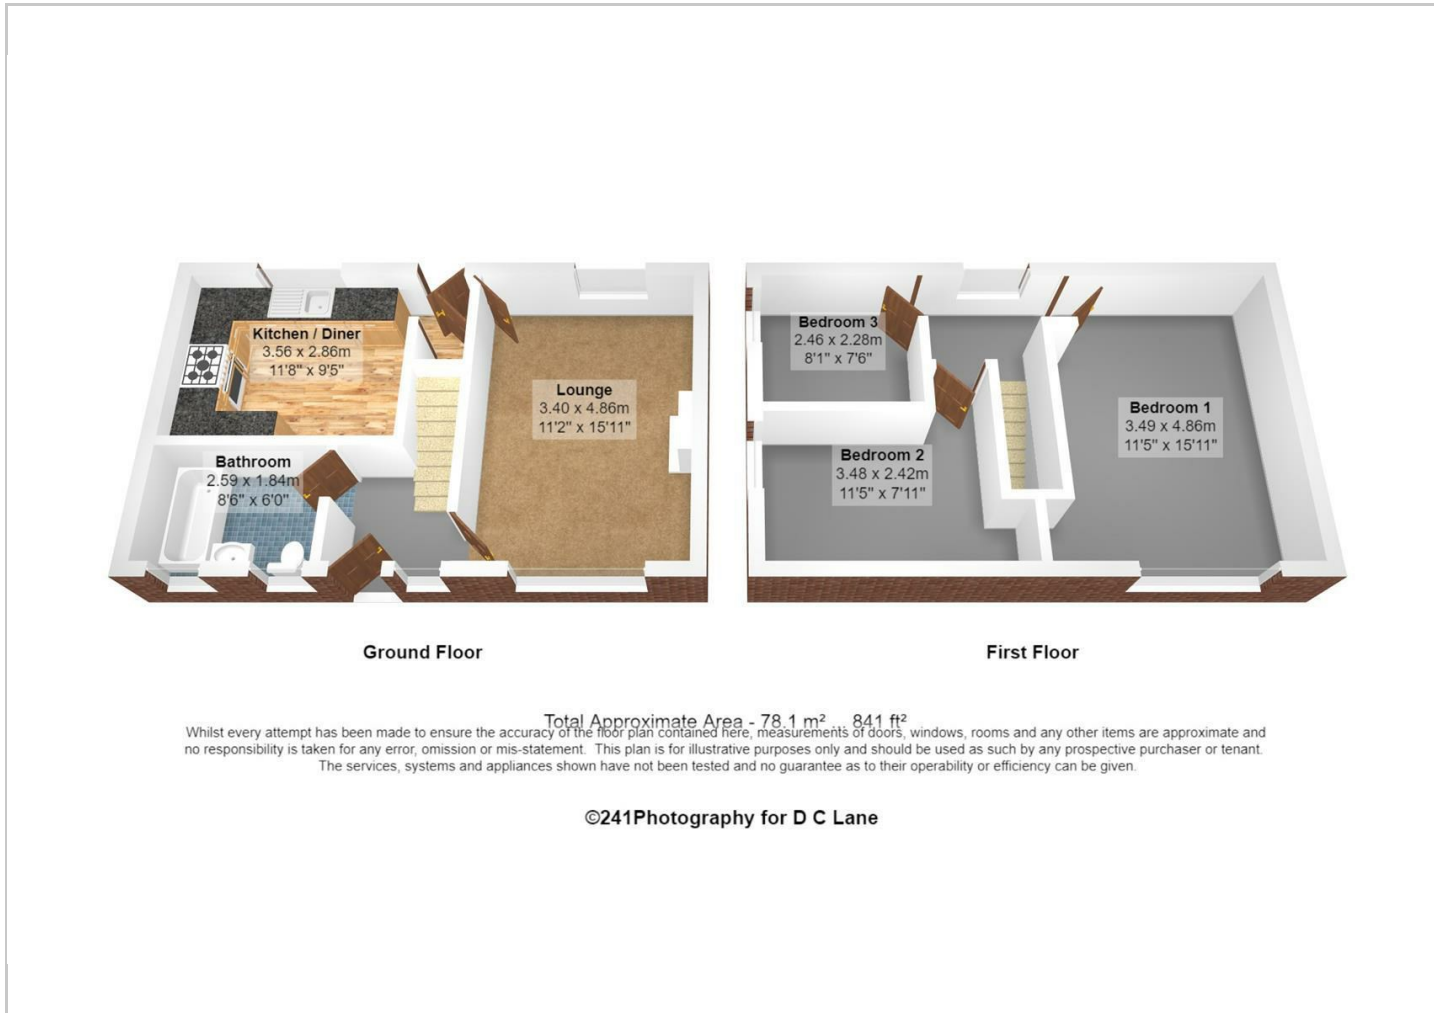 Kitchen / Diner
3.56 x 2.86m
11'8" x 9'5"
Lounge
3.40 x 4.86m
11'2" x 15'11"
Bathroom
2.59 x 1.84m
8'6" x 6'0"
Bedroom 3
2.46 x 2.28m
8'1" x 7'6"
Bedroom 1
3.49 x 4.86m
11'5" x 15'11"
Bedroom 2
3.48 x 2.42m
11'5" x 7'11"
Ground Floor
First Floor
Total Approximate Area - 78.1 m² ... 841 ft²
Whilst every attempt has been made to ensure the accuracy of the floor plan contained here, measurements of doors, windows, rooms and any other items are approximate and
no responsibility is taken for any error, omission or mis-statement. This plan is for illustrative purposes only and should be used as such by any prospective purchaser or tenant.
The services, systems and appliances shown have not been tested and no guarantee as to their operability or efficiency can be given.
©241Photography for D C Lane